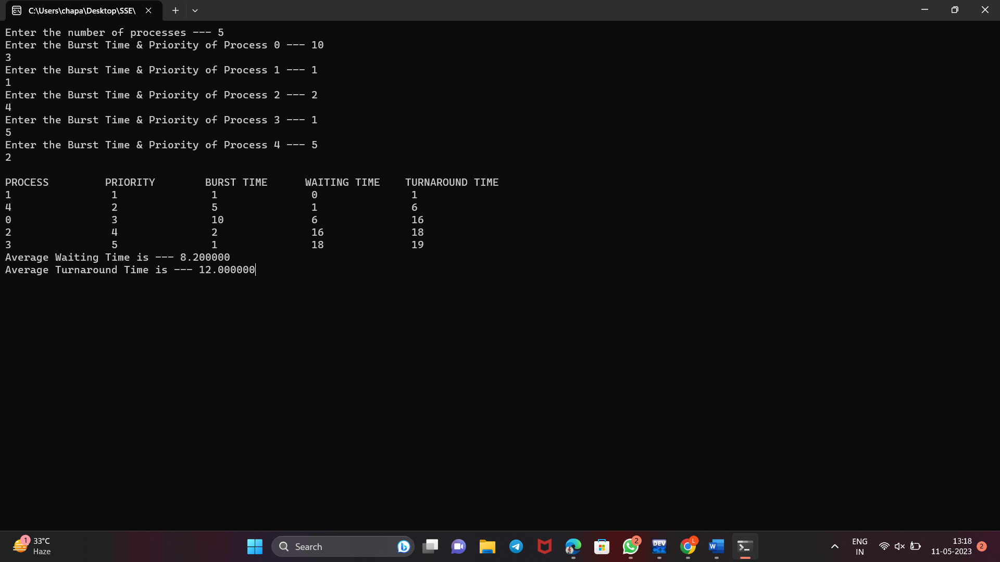 C:\Users\chapa\Desktop\SSE\
Enter the number of processes --- 5
Enter the Burst Time & Priority of Process 0 --- 10
3
Enter the Burst Time & Priority of Process 1 --- 1
1
Enter the Burst Time & Priority of Process 2 --- 2
4
Enter the Burst Time & Priority of Process 3 --- 1
5
Enter the Burst Time & Priority of Process 4 --- 5
2
PROCESS PRIORITY BURST TIME WAITING TIME TURNAROUND TIME
1 1 1 0 1
4 2 5 1 6
0 3 10 6 16
2 4 2 16 18
3 5 1 18 19
Average Waiting Time is --- 8.200000
Average Turnaround Time is --- 12.000000
1 33°C
Haze
Search
2
DEV
C++
L
W
ENG
IN
13:18
11-05-2023
2